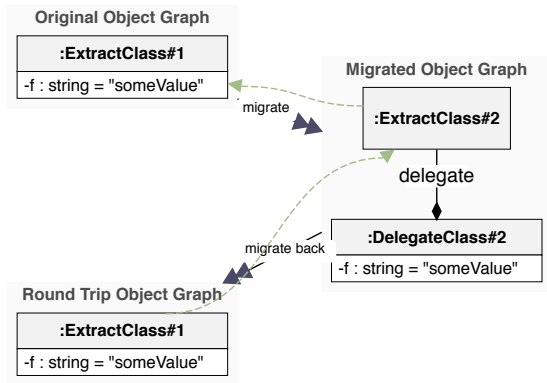 Original Object Graph
:ExtractClass#1
-f : string = "someValue"
migrate
Migrated Object Graph
:ExtractClass#2
delegate
:DelegateClass#2
-f : string = "someValue"
migrate back
Round Trip Object Graph
:ExtractClass#1
-f : string = "someValue"